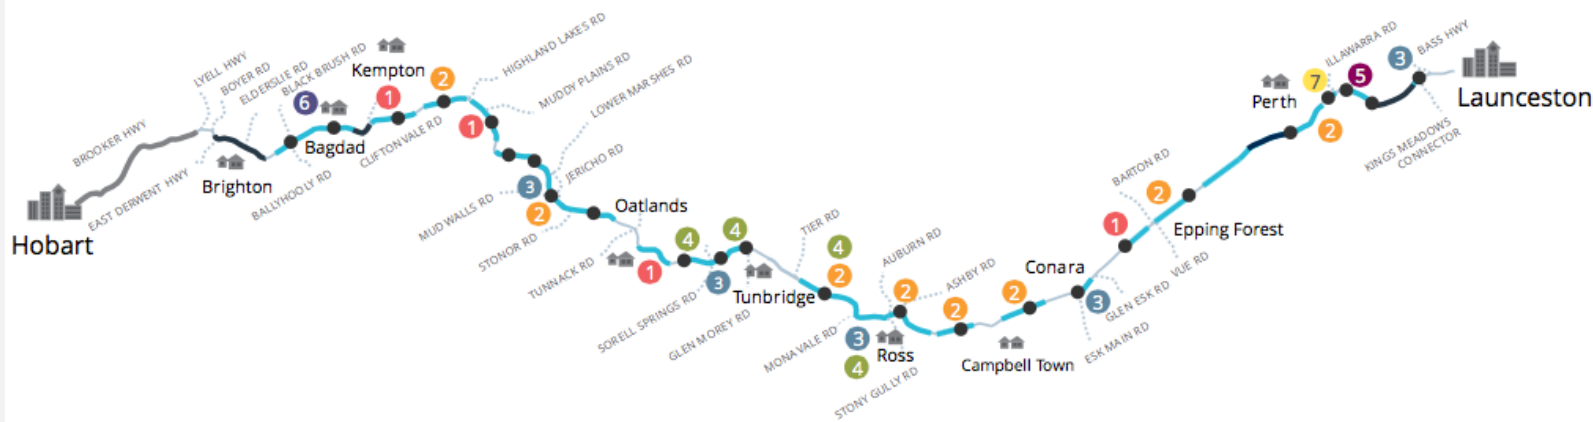 Hobart
BROOKER HWY
EAST DERWENT HWY
LYELL HWY
BOYER RD
ELDERSLIE RD
BLACK BRUSH RD
Brighton
BALLYHOOLY RD
6
Bagdad
Kempton
1
CLIFTON VALE RD
2
HIGHLAND LAKES RD
1
MUDDY PLAINS RD
LOWER MARSHES RD
JERICHO RD
3
MUD WALLS RD
2
STONOR RD
Oatlands
TUNNACK RD
1
4
SORELL SPRINGS RD
3
4
Tunbridge
GLEN MOREY RD
TIER RD
4
2
MONA VALE RD
3
4
AUBURN RD
Ross
STONY GULLY RD
2
ASHBY RD
2
Campbell Town
2
Conara
3
ESK MAIN RD
GLEN ESK RD
1
VUE RD
BARTON RD
2
Epping Forest
Perth
7
2
ILLAWARRA RD
5
3
BASS HWY
KINGS MEADOWS
CONNECTOR
Launceston